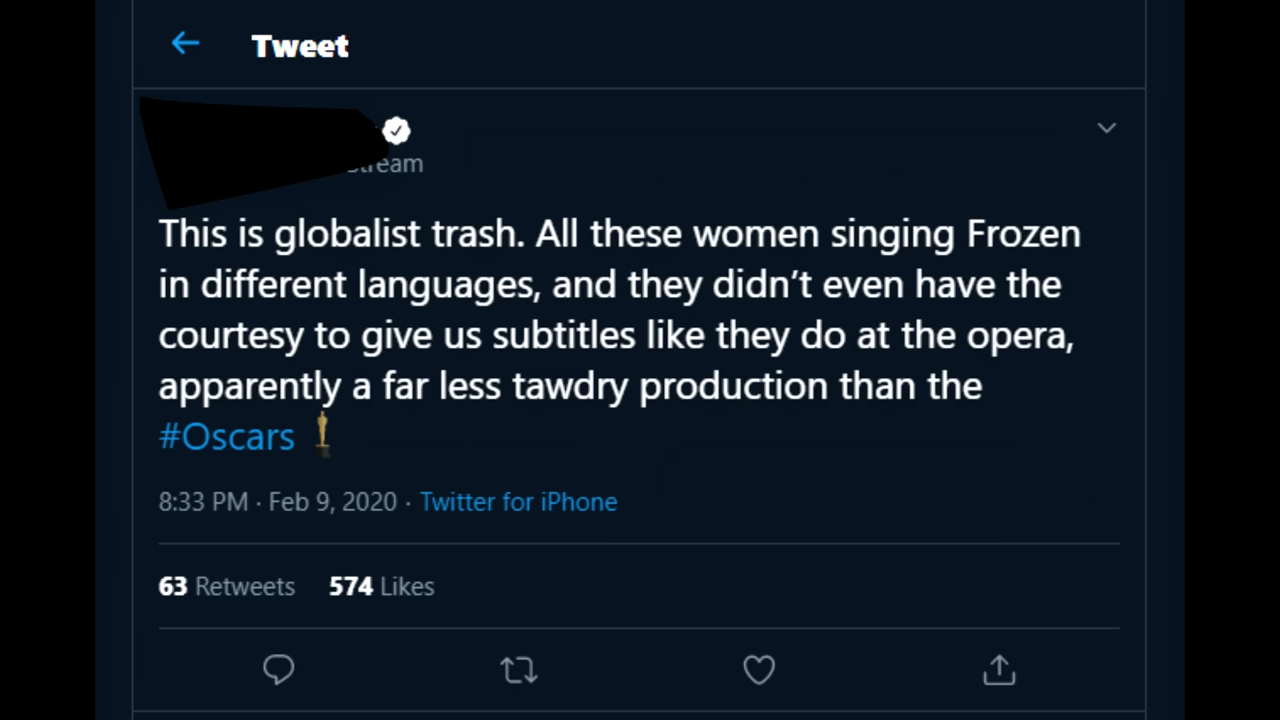 Tweet
This is globalist trash. All these women singing Frozen
in different languages, and they didn’t even have the
courtesy to give us subtitles like they do at the opera,
apparently a far less tawdry production than the
#Oscars
8:33 PM · Feb 9, 2020 · Twitter for iPhone
63 Retweets 574 Likes